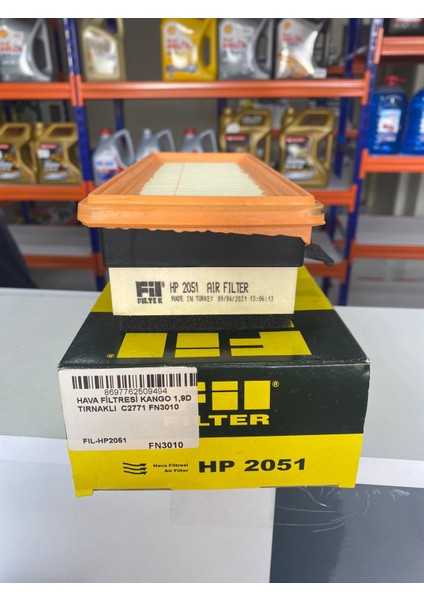 Fil
FILTER
HP 2051 AIR FILTER
MADE IN TURKEY 09/06/2021 13:06:13
8697762509494
HAVA FİLTRESİ KANGO 1,9D
TIRNAKLI C2771 FN3010
FIL-HP2051
FN3010
Fil
FILTER
Hava Filtresi
Air Filter
HP 2051